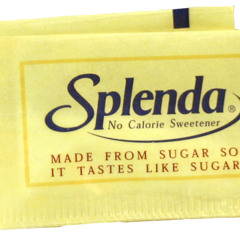 Splenda®
No Calorie Sweetener
MADE FROM SUGAR SO
IT TASTES LIKE SUGAR